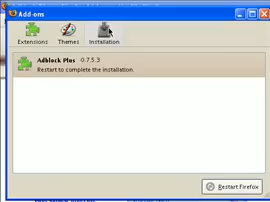 Add-ons
Extensions Themes Installation
Adblock Plus 0.7.5.3
Restart to complete the installation.
Restart Firefox